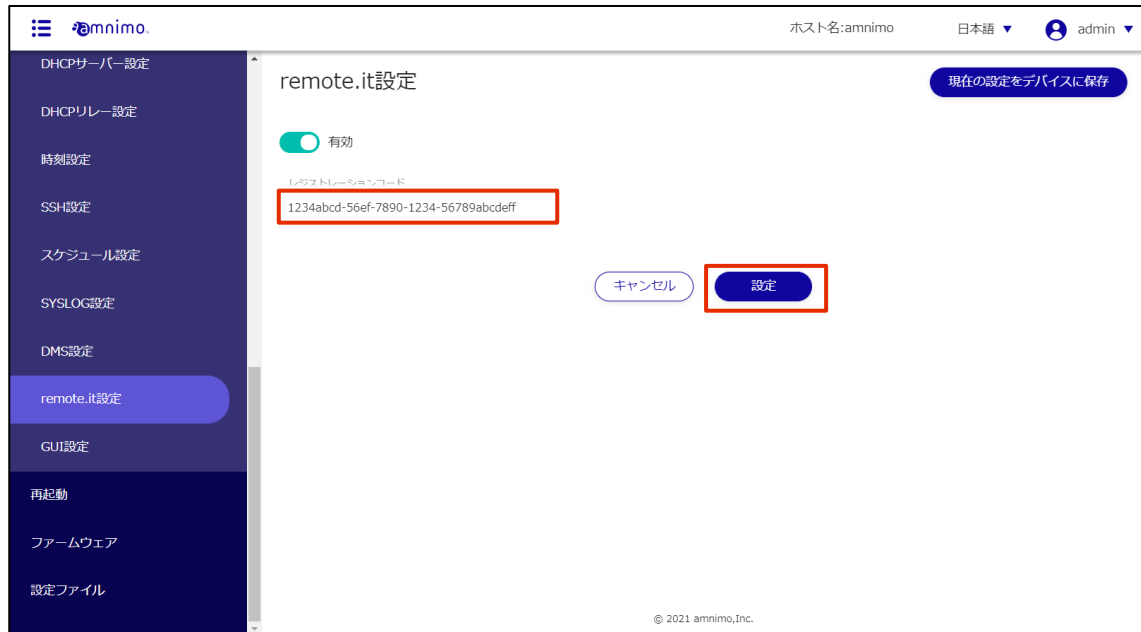 amnimo.
ホスト名:amnimo
日本語 ▼
admin ▼
DHCPサーバー設定
DHCPリレー設定
時刻設定
SSH設定
スケジュール設定
SYSLOG設定
DMS設定
remote.it設定
GUI設定
再起動
ファームウェア
設定ファイル
remote.it設定
現在の設定をデバイスに保存
有効
レジストレーションコード
1234abcd-56ef-7890-1234-56789abcdeff
キャンセル
設定
© 2021 amnimo,Inc.